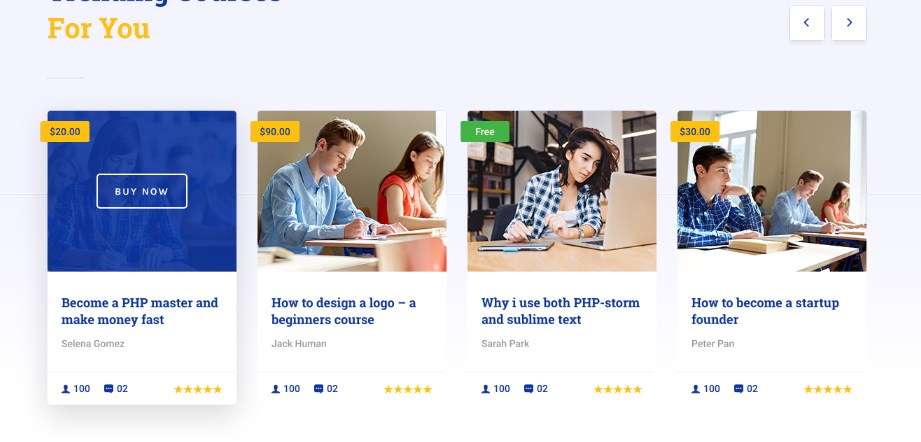 Trending Courses
For You
$20.00
BUY NOW
Become a PHP master and
make money fast
Selena Gomez
100 02
$90.00
How to design a logo – a
beginners course
Jack Human
100 02
Free
Why i use both PHP-storm
and sublime text
Sarah Park
100 02
$30.00
How to become a startup
founder
Peter Pan
100 02